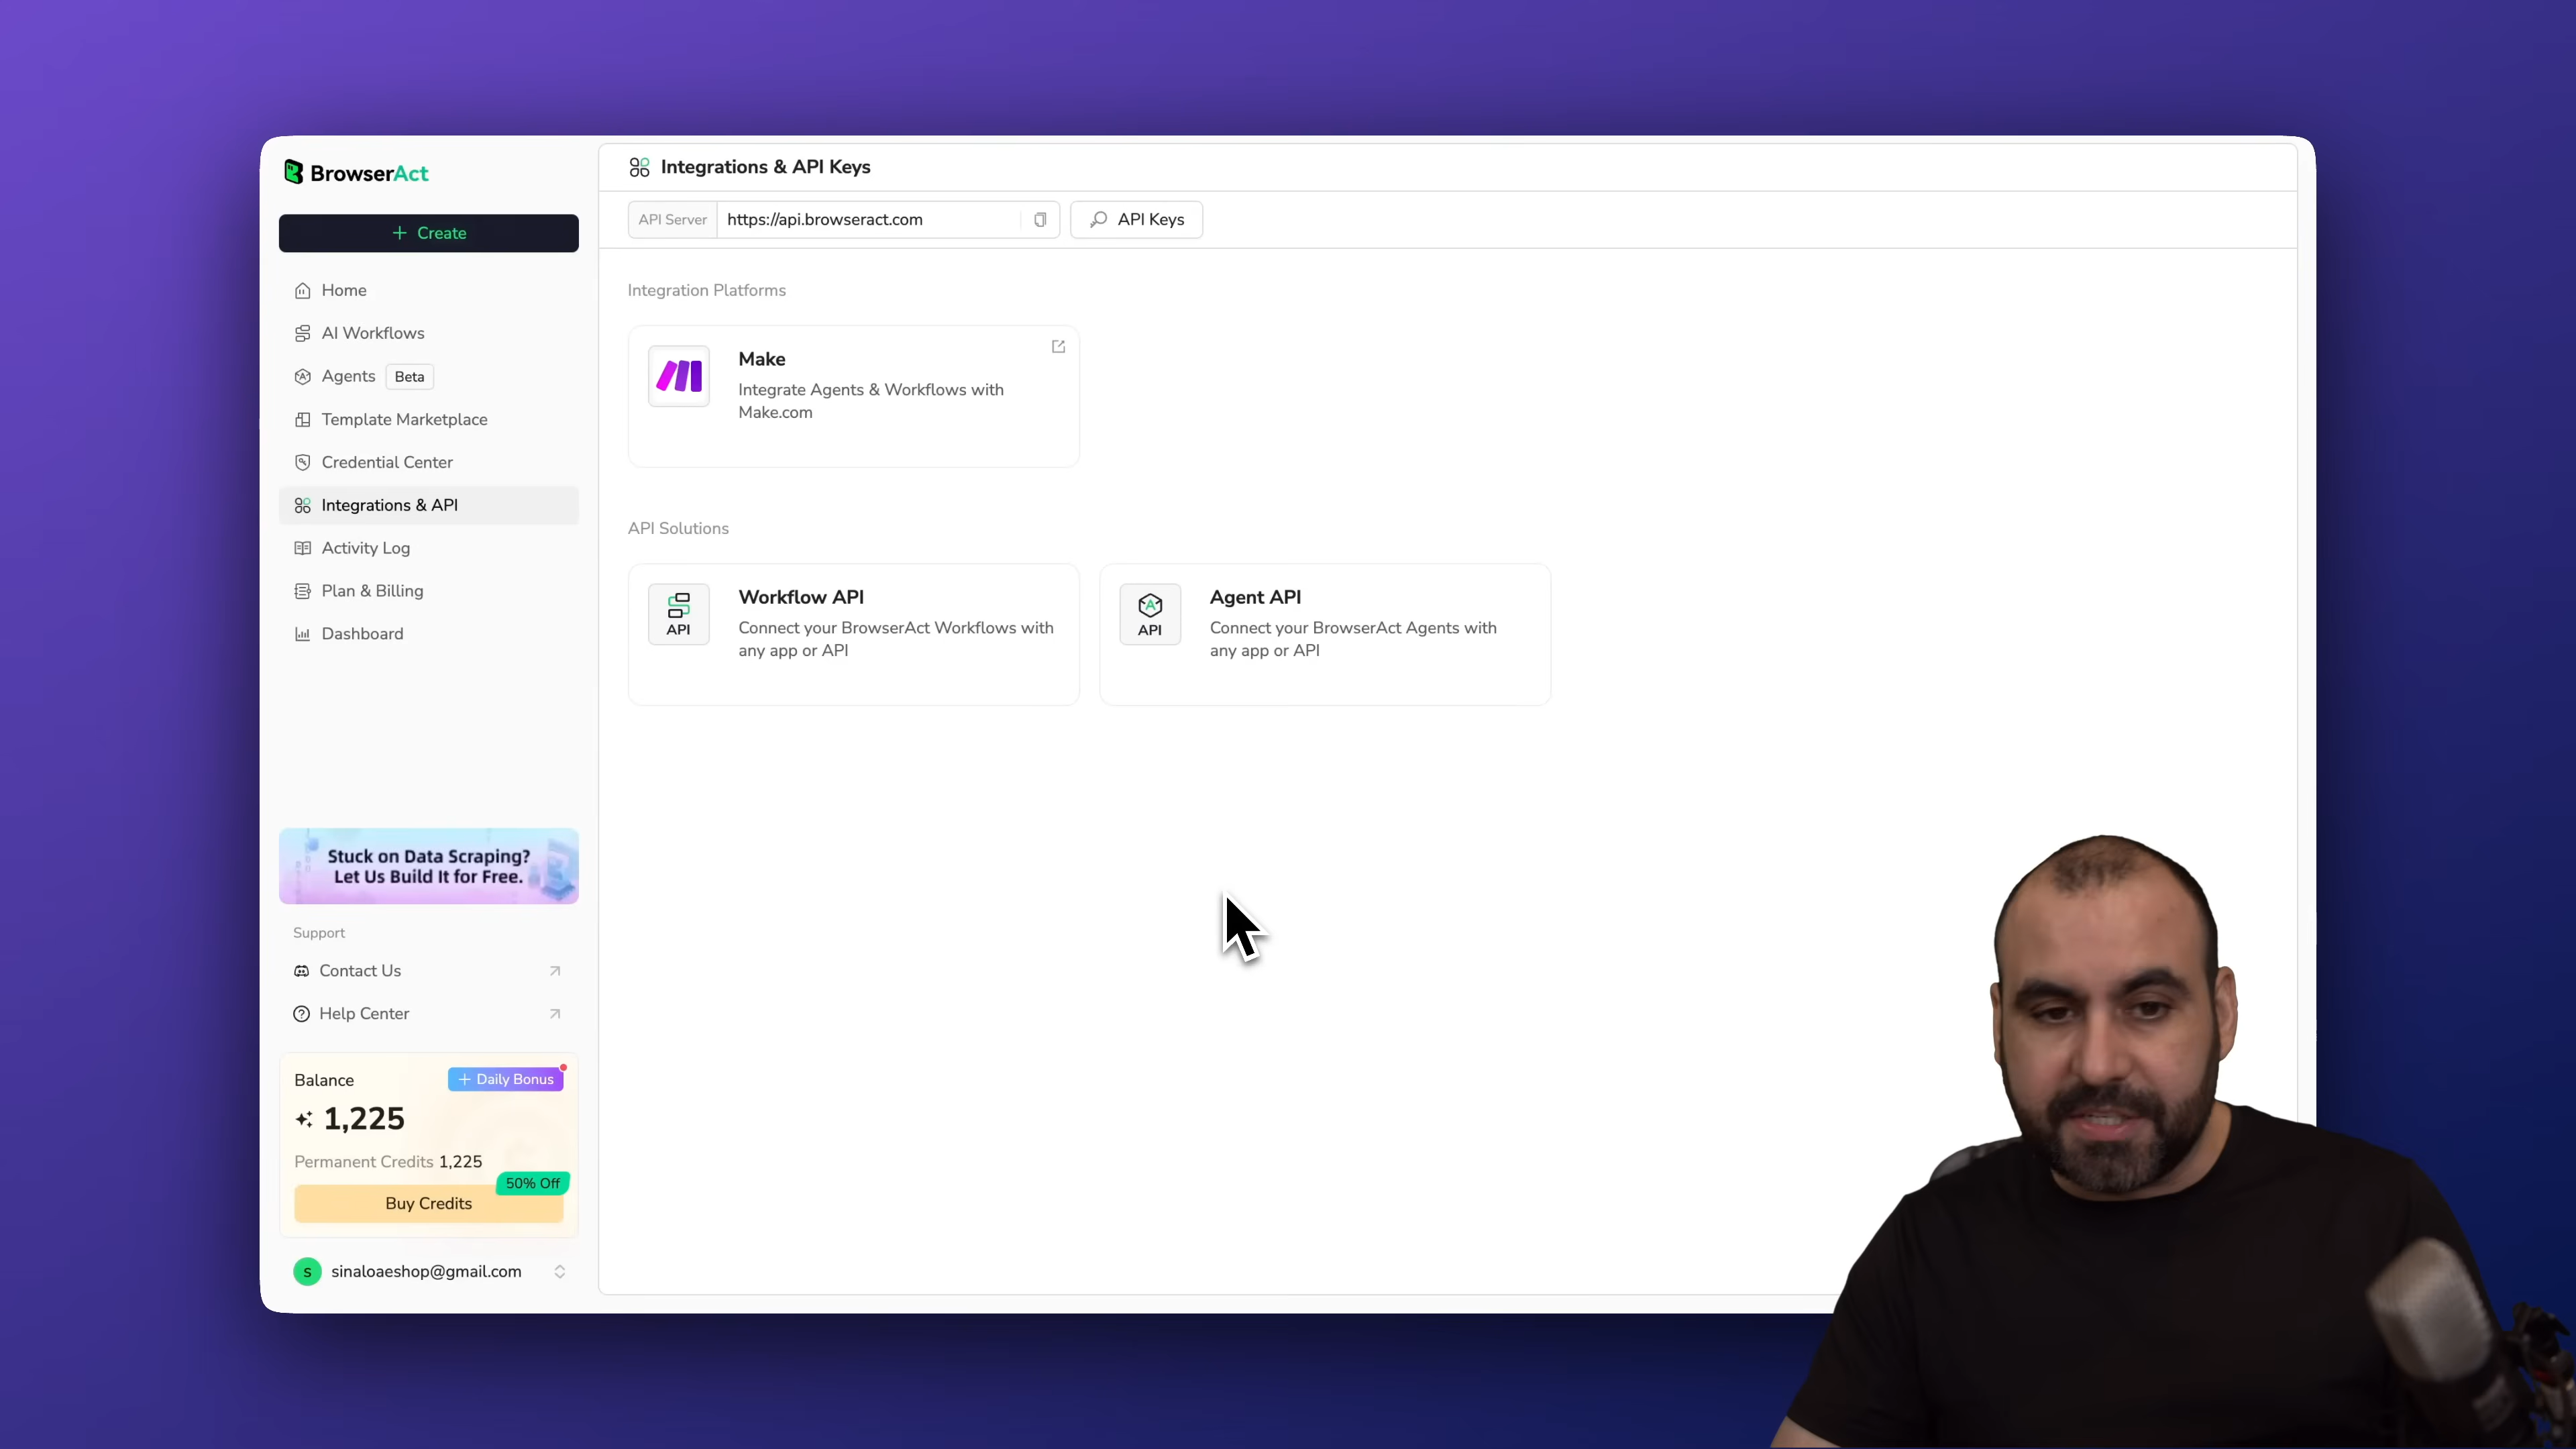 BrowserAct
+ Create
Home
AI Workflows
Agents Beta
Template Marketplace
Credential Center
Integrations & API
Activity Log
Plan & Billing
Dashboard
Stuck on Data Scraping?
Let Us Build It for Free.
Support
Contact Us
Help Center
Balance
+ Daily Bonus
1,225
Permanent Credits 1,225
50% Off
Buy Credits
S sinaloaeshop@gmail.com
Integrations & API Keys
API Server https://api.browseract.com API Keys
Integration Platforms
Make
Integrate Agents & Workflows with
Make.com
API Solutions
API
Workflow API
Connect your BrowserAct Workflows with
any app or API
API
Agent API
Connect your BrowserAct Agents with
any app or API